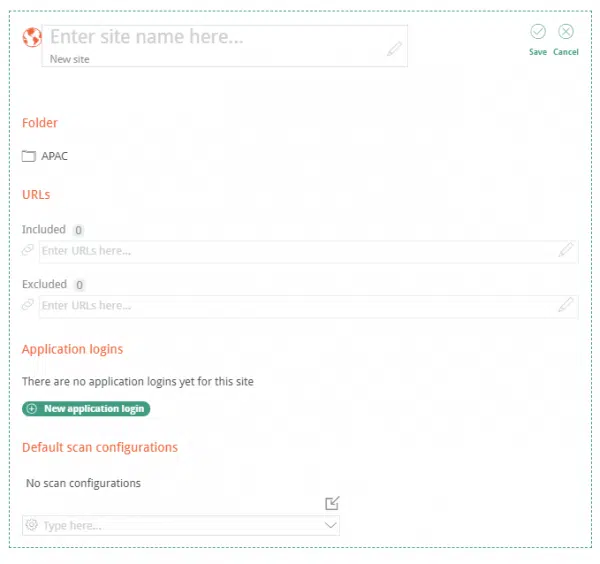 Enter site name here...
New site
Save Cancel
Folder
APAC
URLs
Included 0
Enter URLs here...
Excluded 0
Enter URLs here...
Application logins
There are no application logins yet for this site
New application login
Default scan configurations
No scan configurations
Type here...